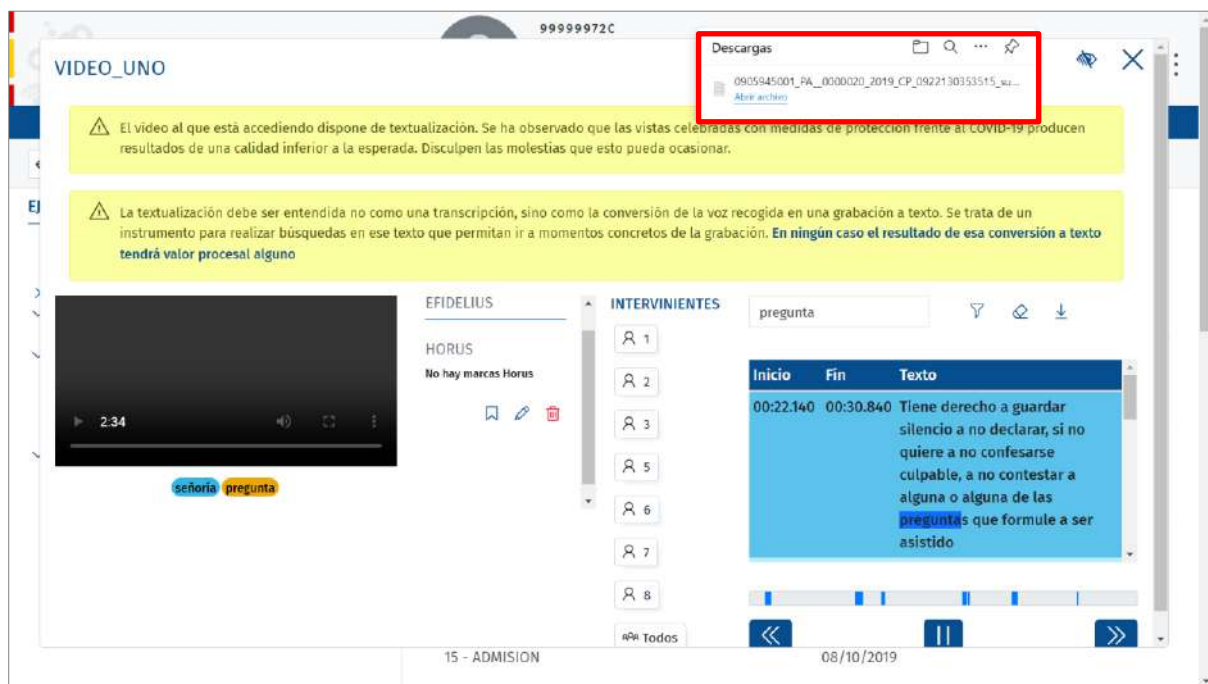 99999972C
Descargas
VIDEO_UNO
0905945001_PA__0000020_2019_CP_0922130353515_su...
Abrir archivo
El vídeo al que está accediendo dispone de textualización. Se ha observado que las vistas celebradas con medidas de protección frente al COVID-19 producen
resultados de una calidad inferior a la esperada. Disculpen las molestias que esto pueda ocasionar.
EJ
La textualización debe ser entendida no como una transcripción, sino como la conversión de la voz recogida en una grabación a texto. Se trata de un
instrumento para realizar búsquedas en ese texto que permitan ir a momentos concretos de la grabación. En ningún caso el resultado de esa conversión a texto
tendrá valor procesal alguno
2:34
señoría pregunta
EFIDELIUS
HORUS
No hay marcas Horus
INTERVINIENTES
1
2
3
5
6
7
8
Todos
pregunta
Inicio Fín Texto
00:22.140 00:30.840 Tiene derecho a guardar
silencio a no declarar, si no
quiere a no confesarse
culpable, a no contestar a
alguna o alguna de las
preguntas que formule a ser
asistido
15 - ADMISION 08/10/2019